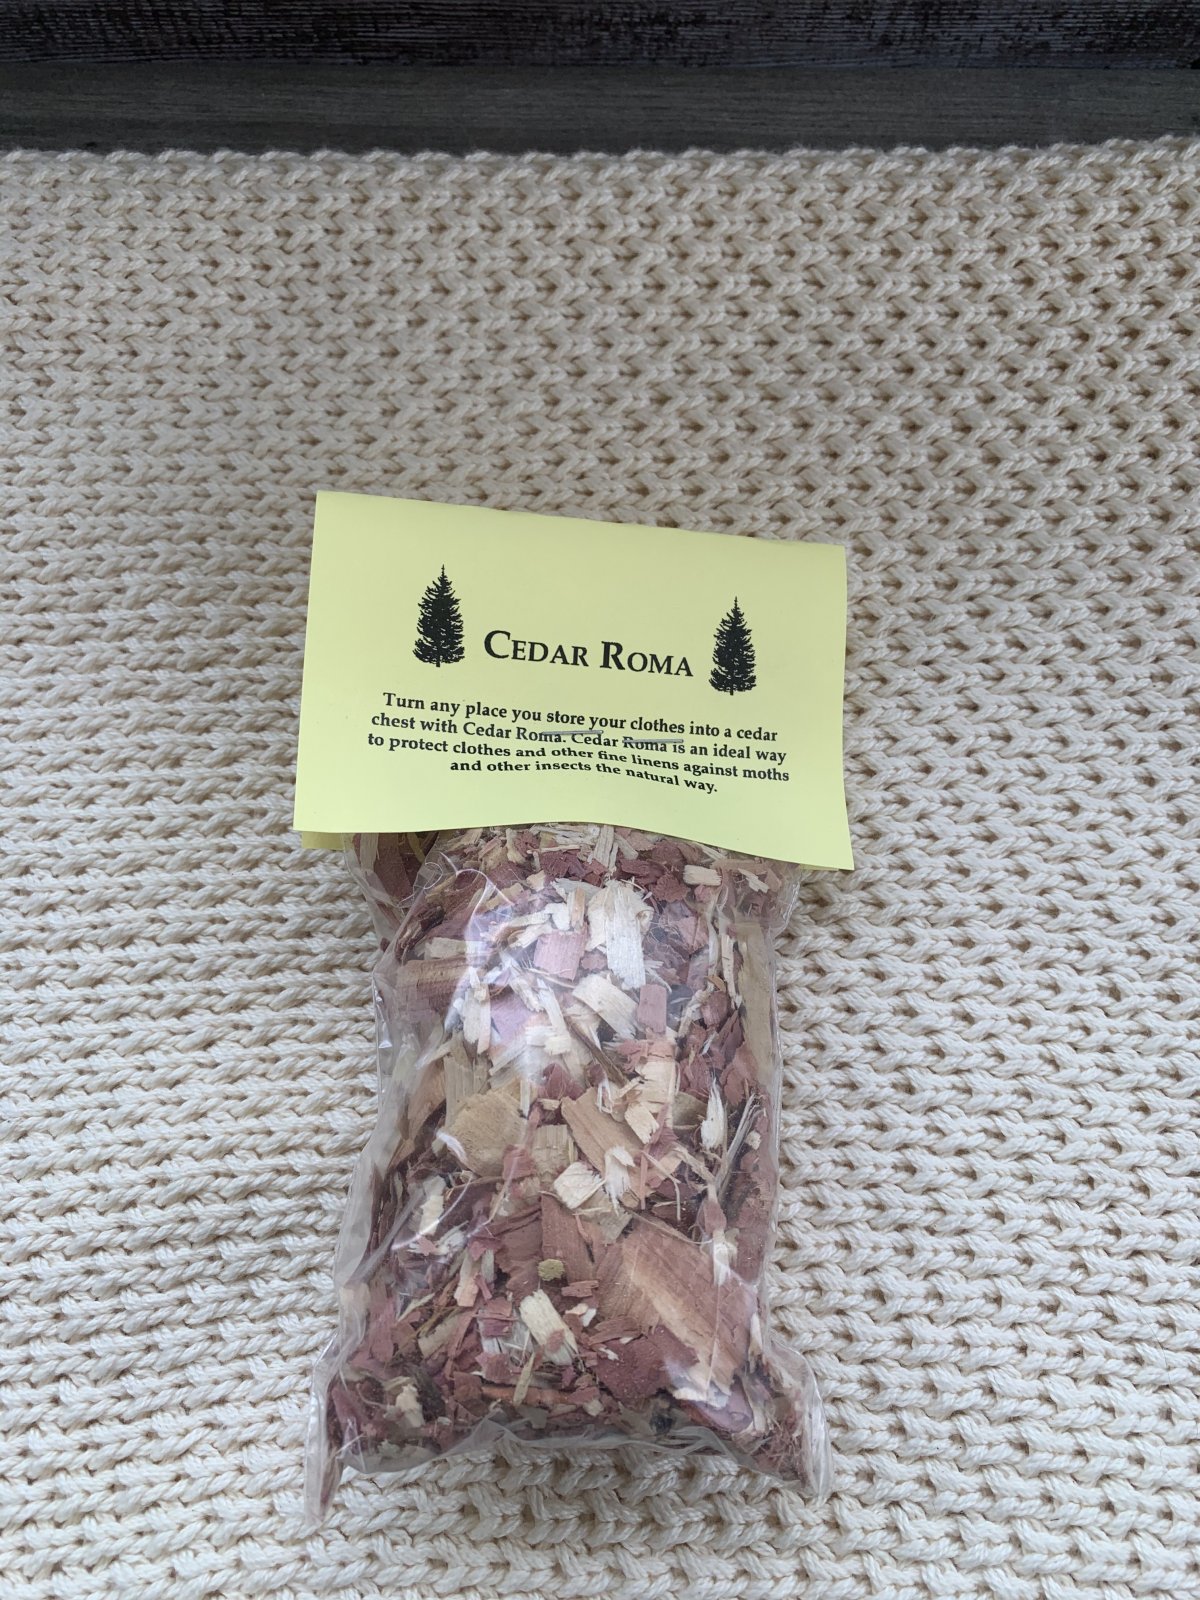 CEDAR ROMA
Turn any place you store your clothes into a cedar
chest with Cedar Roma. Cedar Roma is an ideal way
to protect clothes and other fine linens against moths
and other insects the natural way.